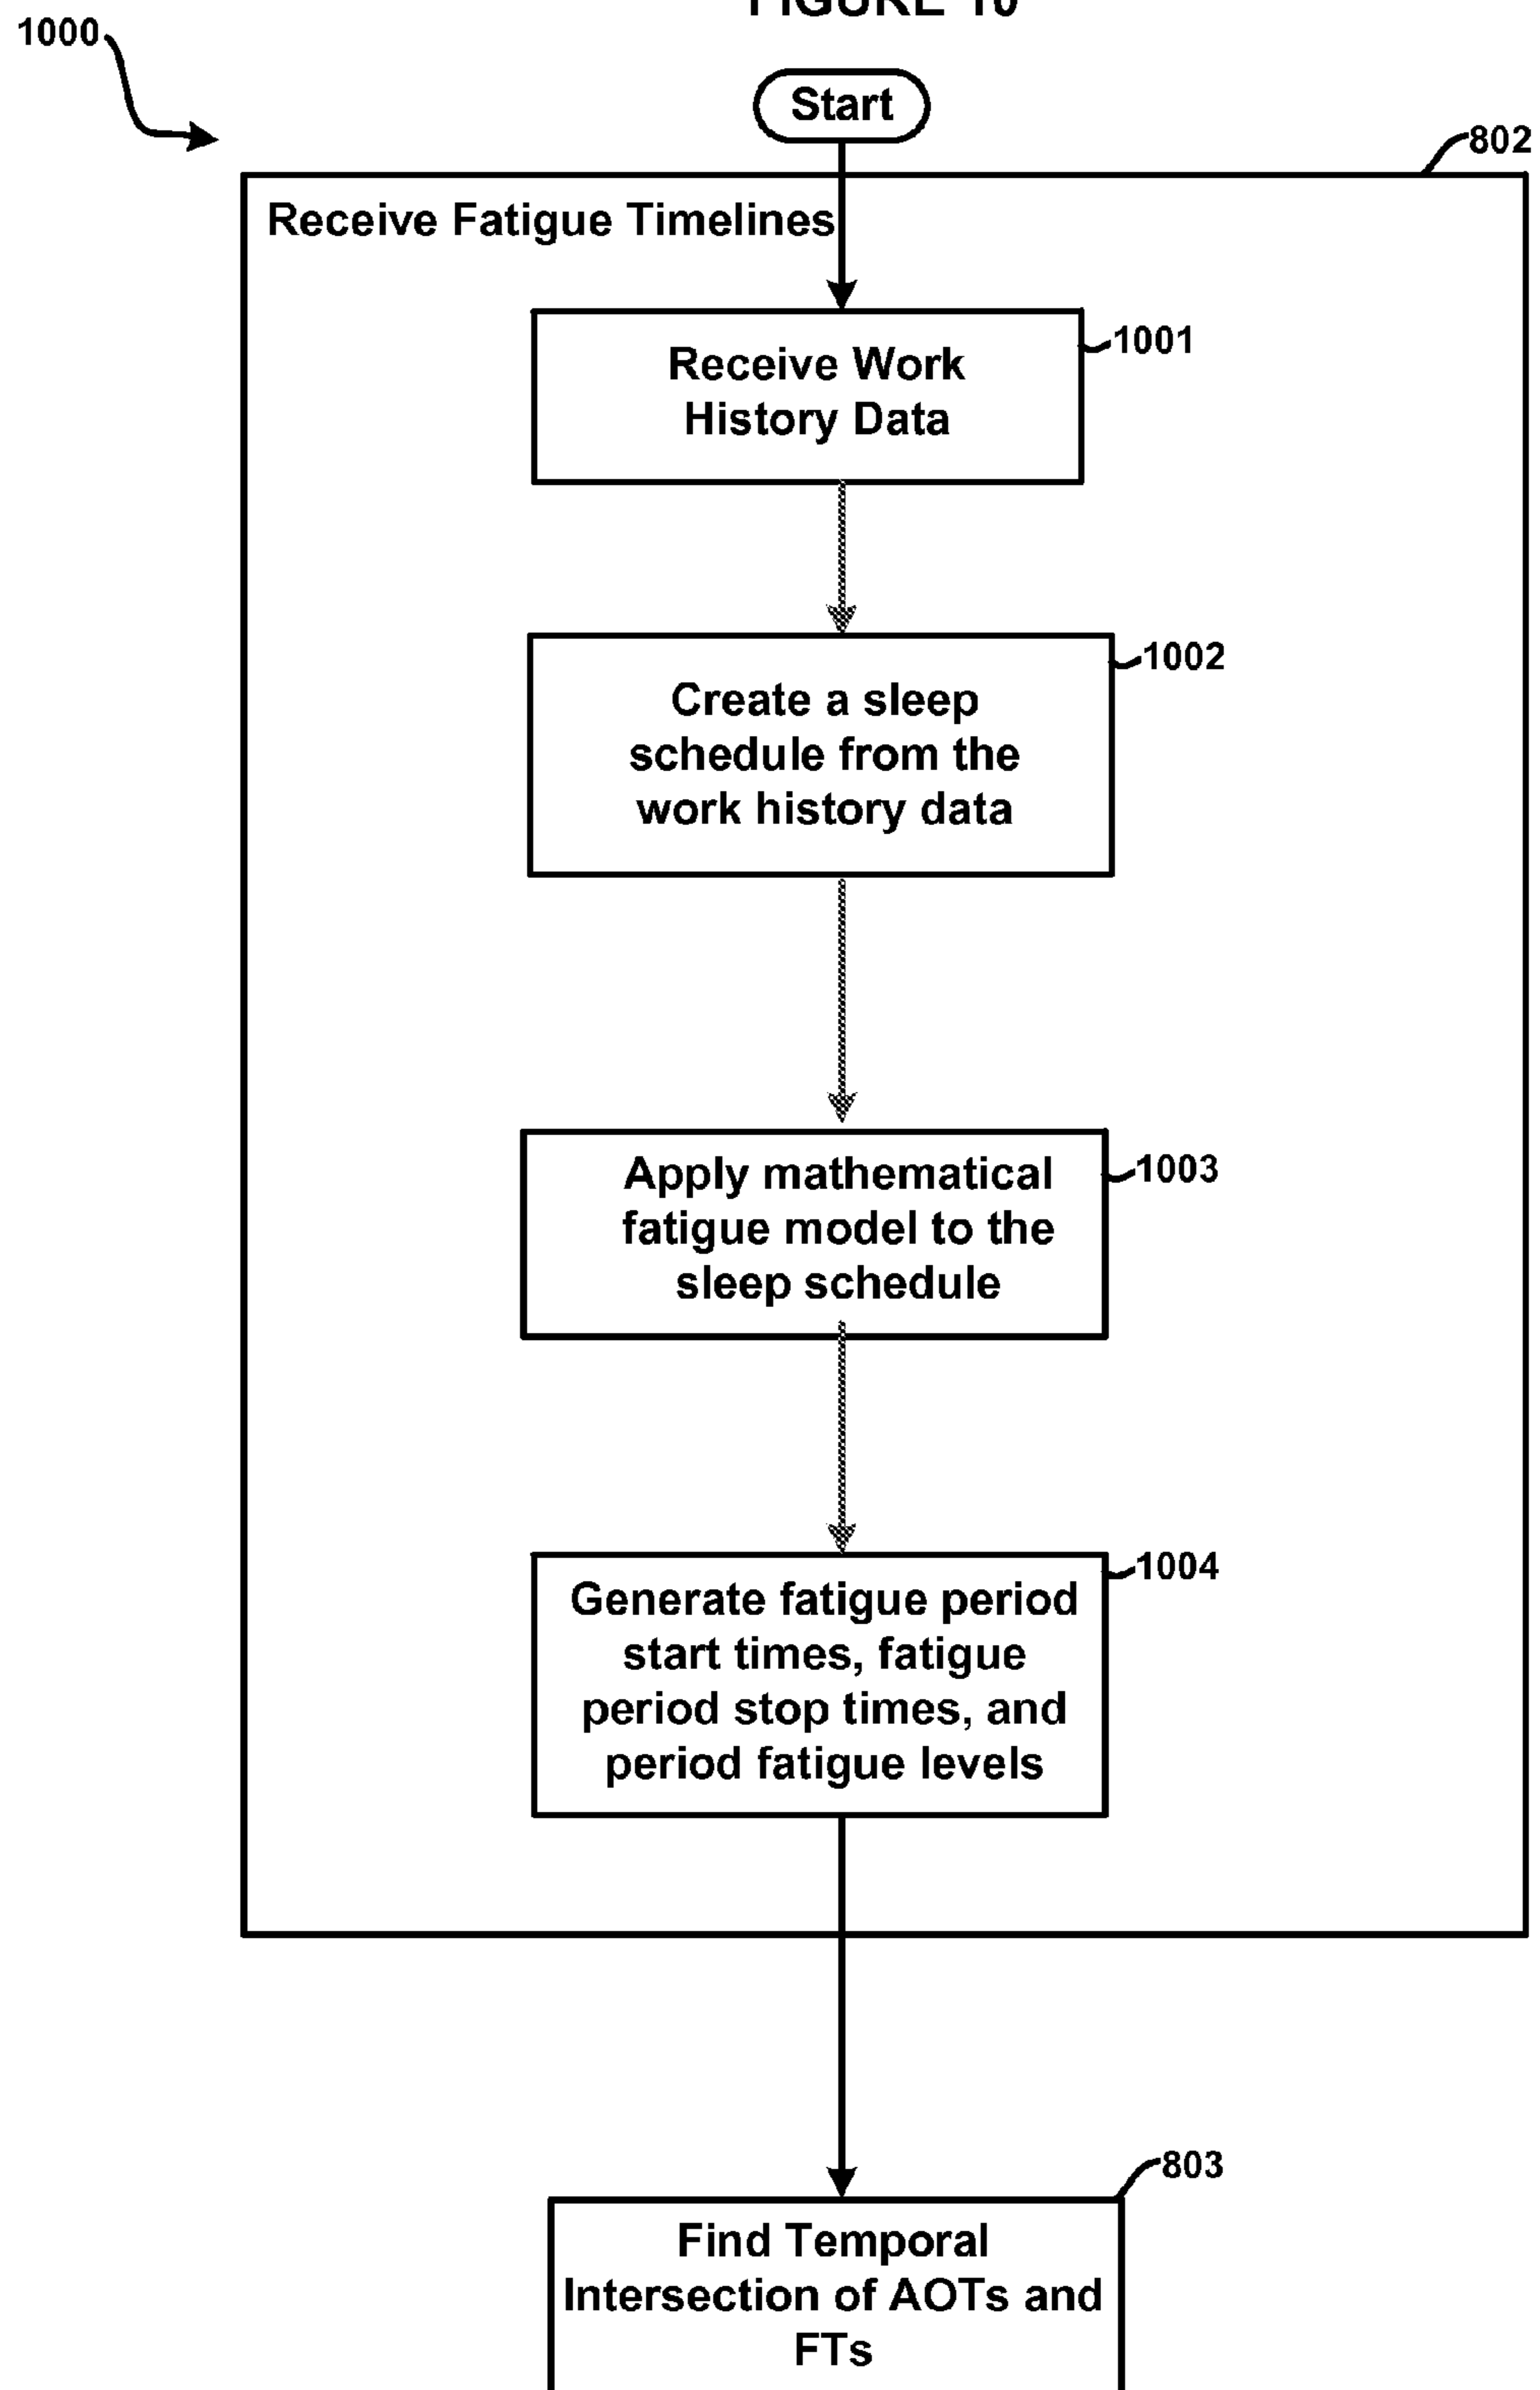 FIGURE 10
1000
Start
802
Receive Fatigue Timelines
1001
Receive Work
History Data
1002
Create a sleep
schedule from the
work history data
1003
Apply mathematical
fatigue model to the
sleep schedule
1004
Generate fatigue period
start times, fatigue
period stop times, and
period fatigue levels
803
Find Temporal
Intersection of AOTs and
FTs